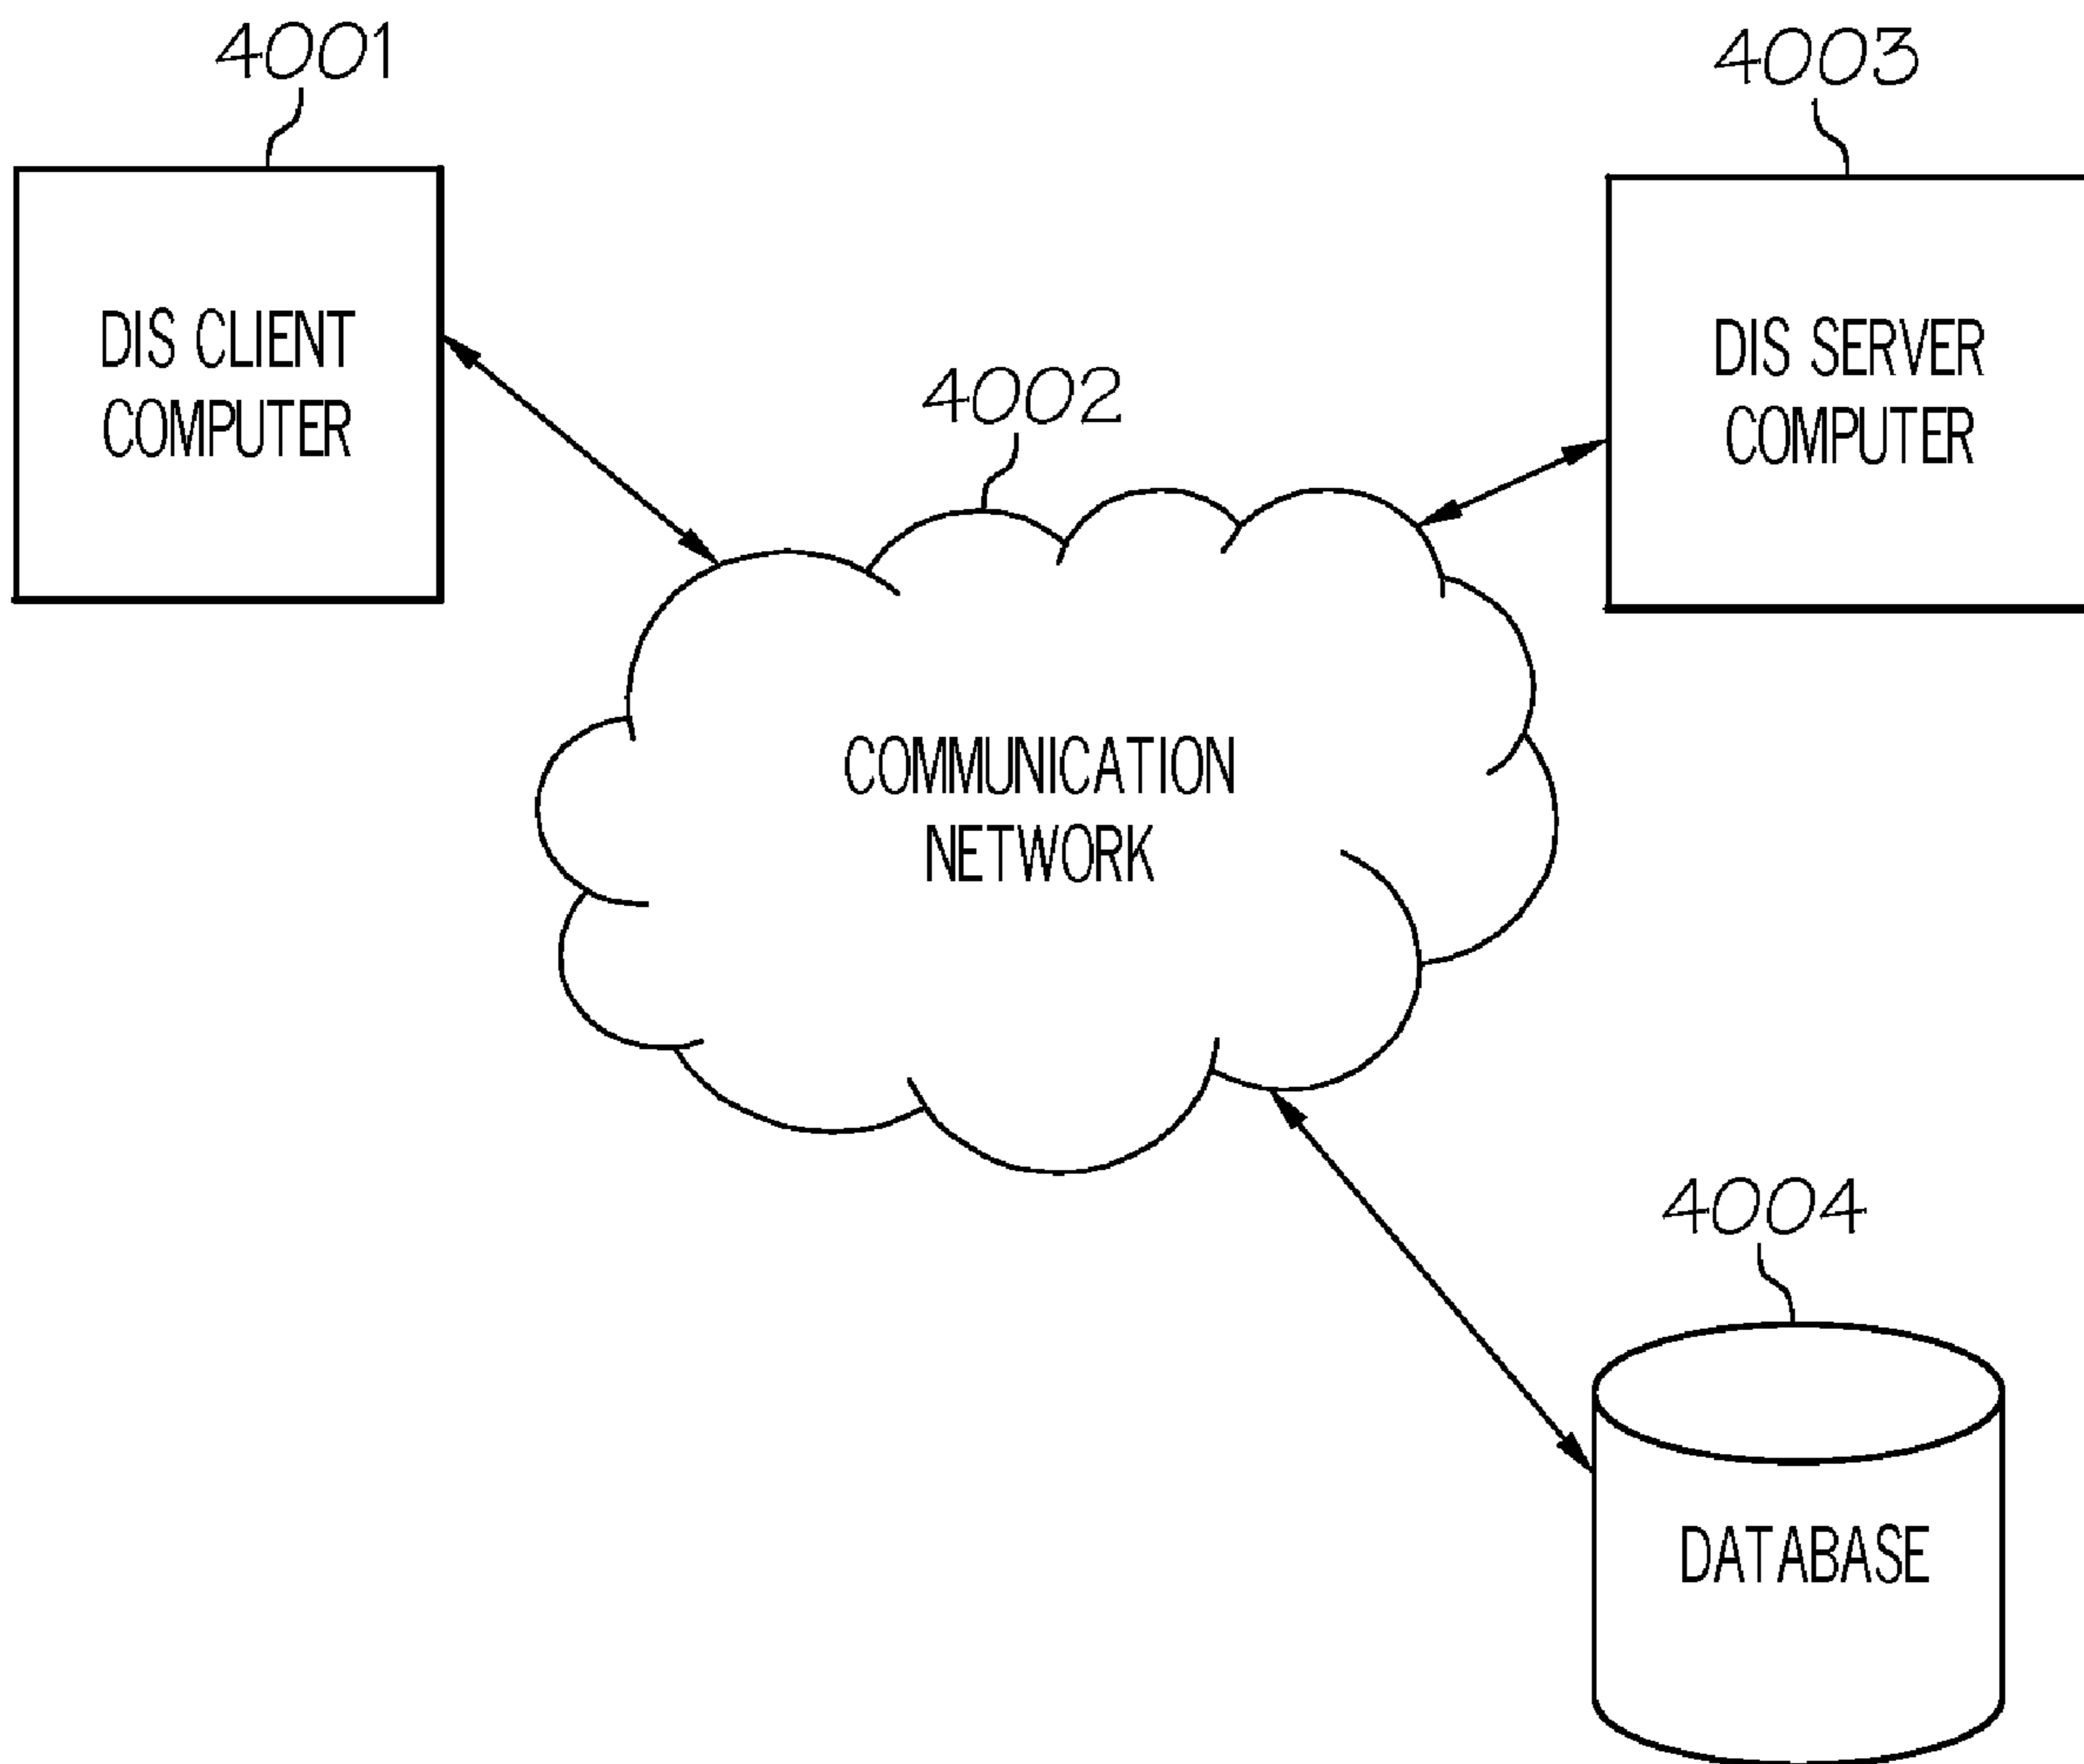 4001
4003
DIS CLIENT
COMPUTER
DIS SERVER
COMPUTER
4002
COMMUNICATION
NETWORK
4004
DATABASE